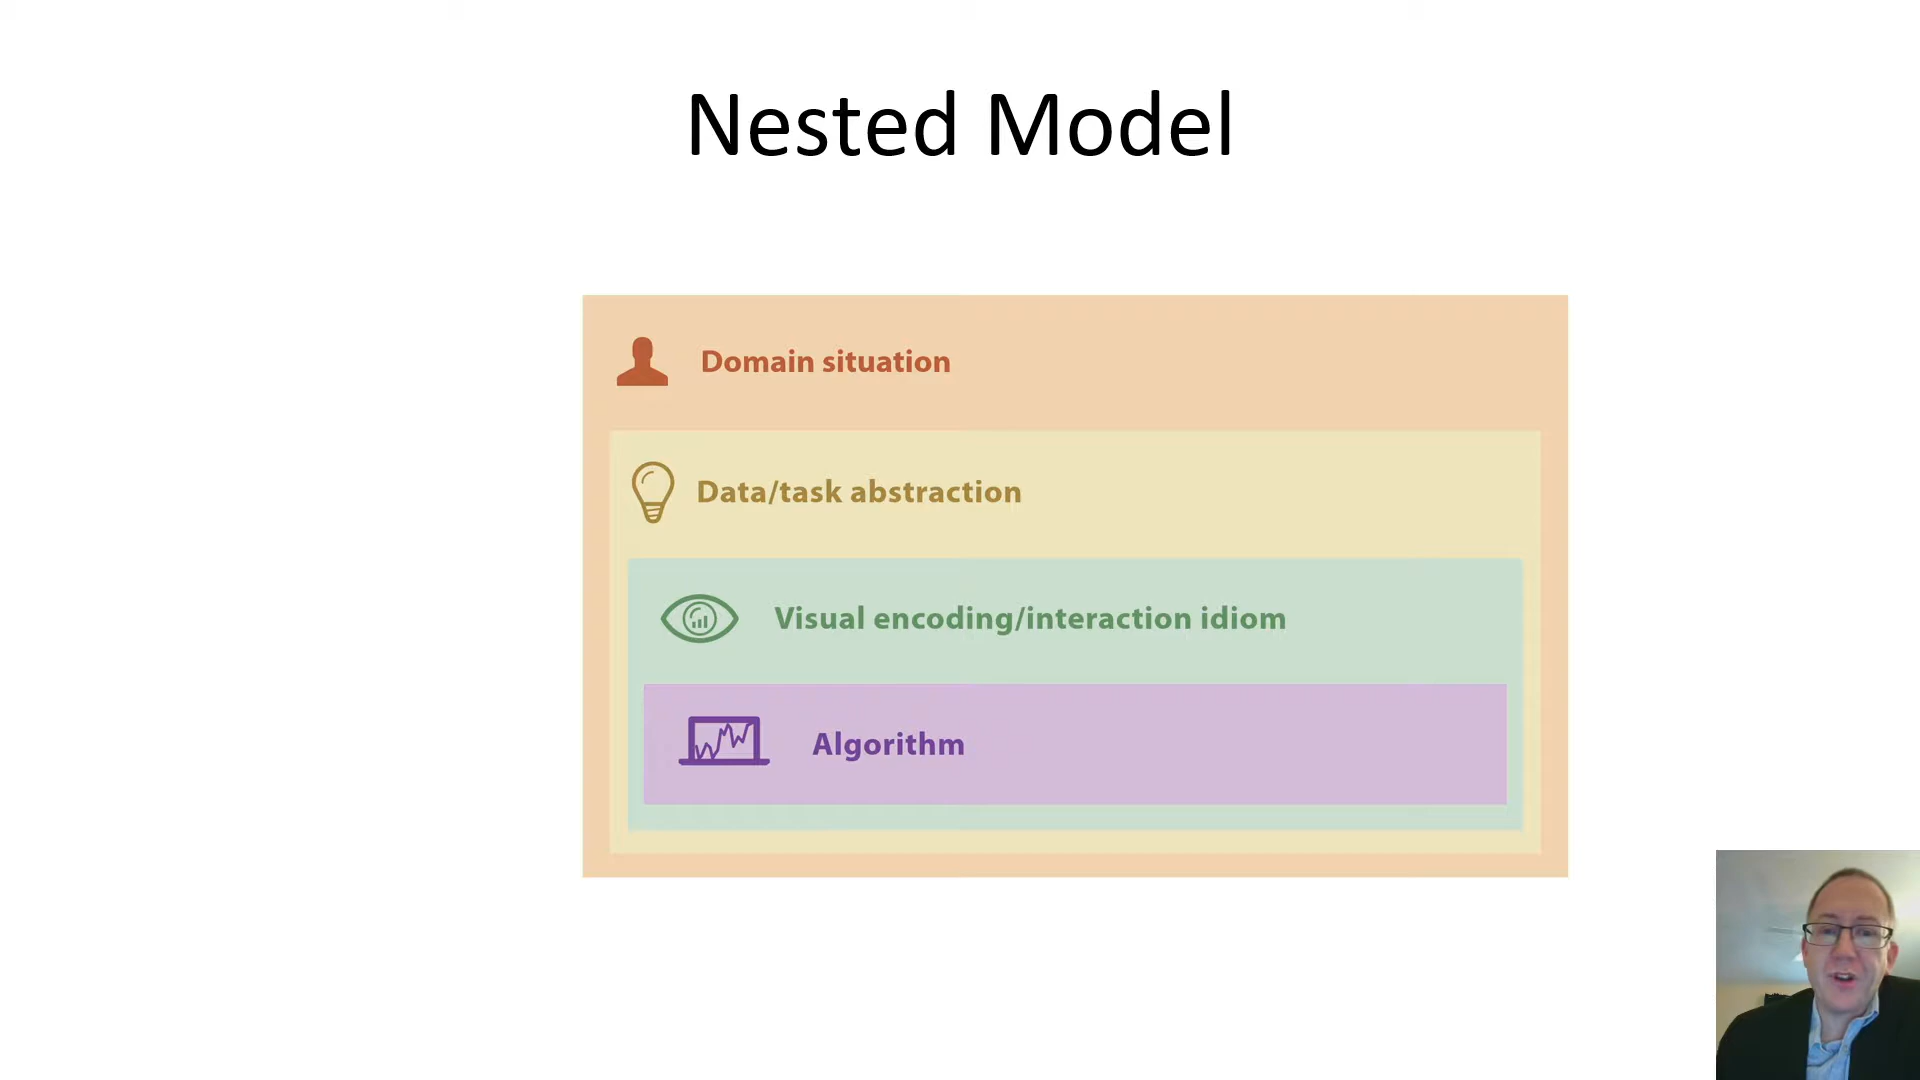 Nested Model
Domain situation
Data/task abstraction
Visual encoding/interaction idiom
Algorithm